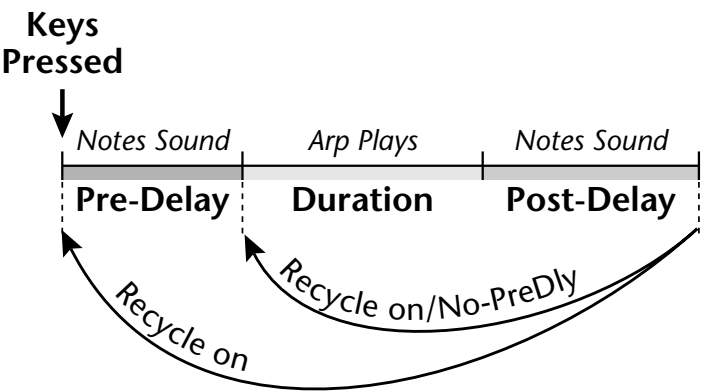 Keys
Pressed
Notes Sound Arp Plays Notes Sound
Pre-Delay Duration Post-Delay
Recycle on/No-PreDly
Recycle on